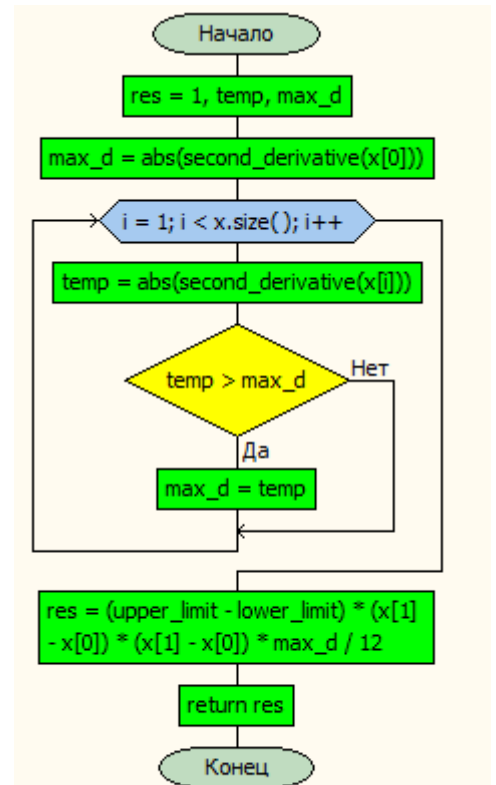 Начало
res = 1, temp, max_d
max_d = abs(second_derivative(x[0]))
i = 1; i < x.size(); i++
temp = abs(second_derivative(x[i]))
temp > max_d
Нет
Да
max_d = temp
res = (upper_limit - lower_limit) * (x[1]
- x[0]) * (x[1] - x[0]) * max_d / 12
return res
Конец